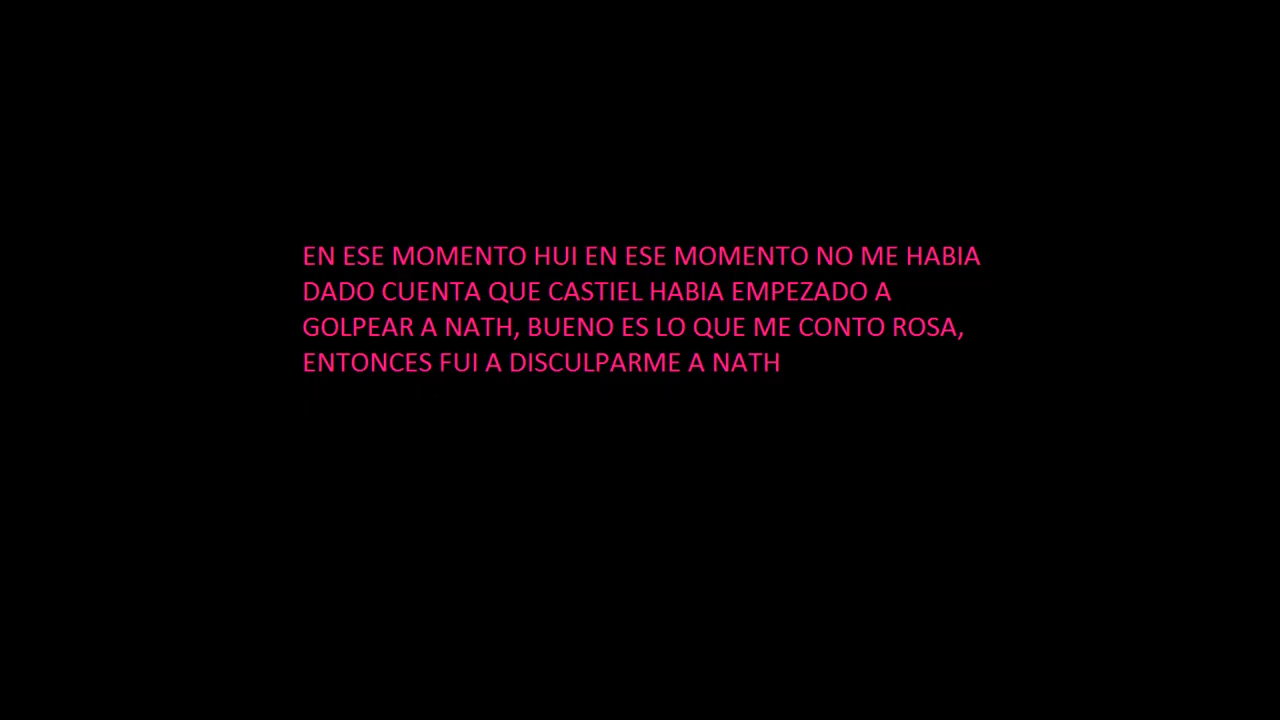 EN ESE MOMENTO HUI EN ESE MOMENTO NO ME HABIA
DADO CUENTA QUE CASTIEL HABIA EMPEZADO A
GOLPEAR A NATH, BUENO ES LO QUE ME CONTO ROSA,
ENTONCES FUI A DISCULPARME A NATH